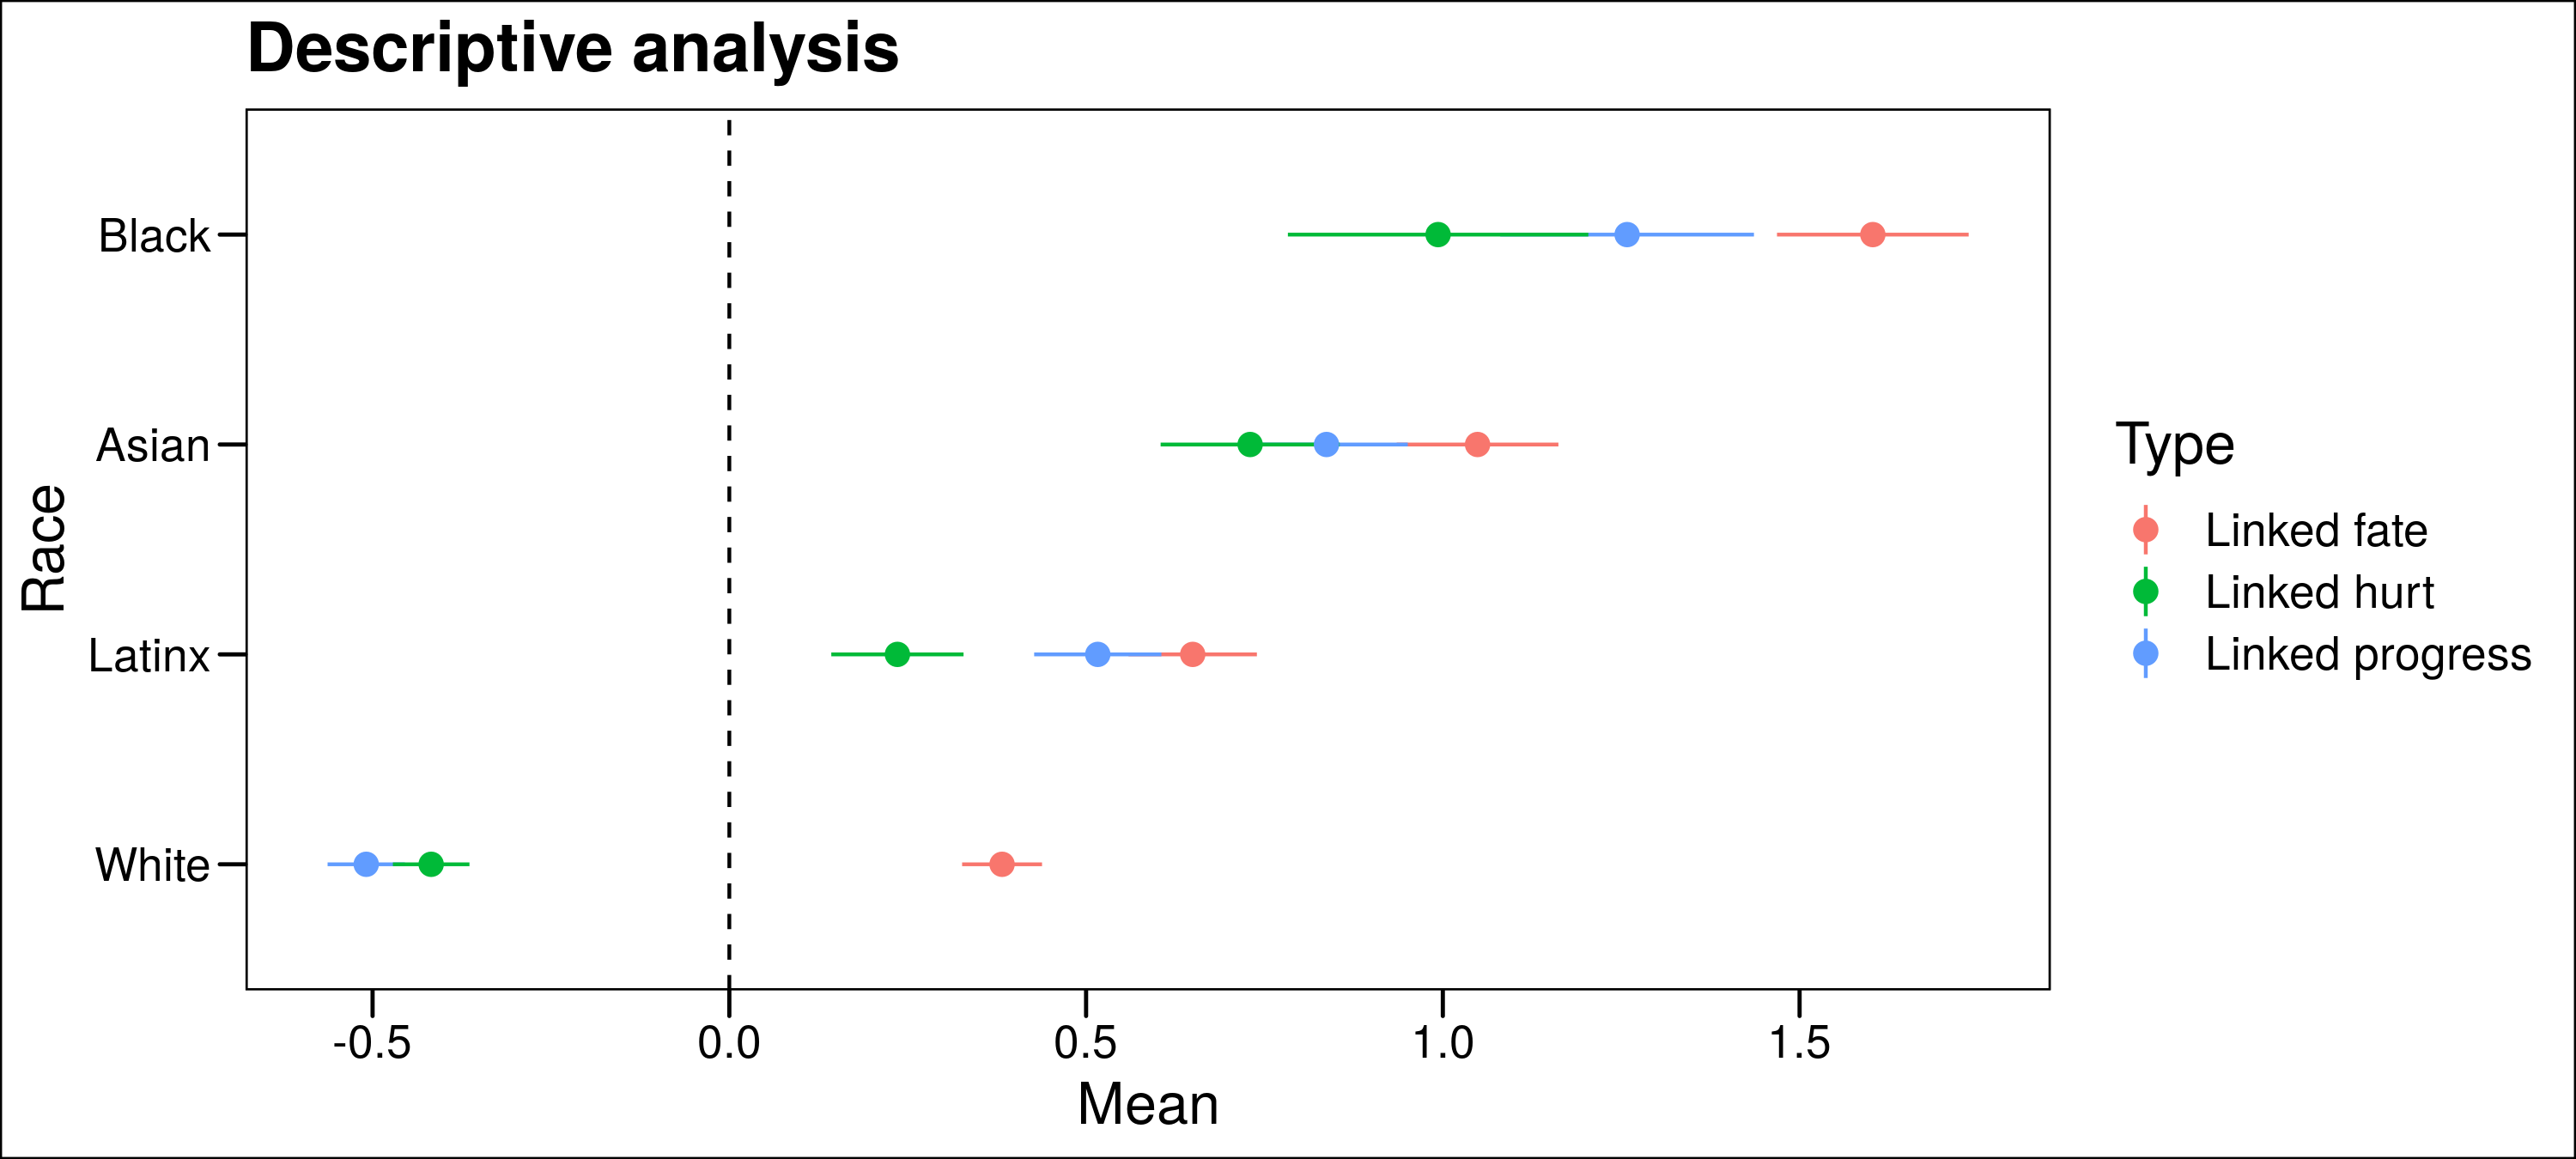 Descriptive analysis
Race
Black
Asian
Latinx
White
-0.5 0.0 0.5 1.0 1.5
Mean
Type
Linked fate
Linked hurt
Linked progress